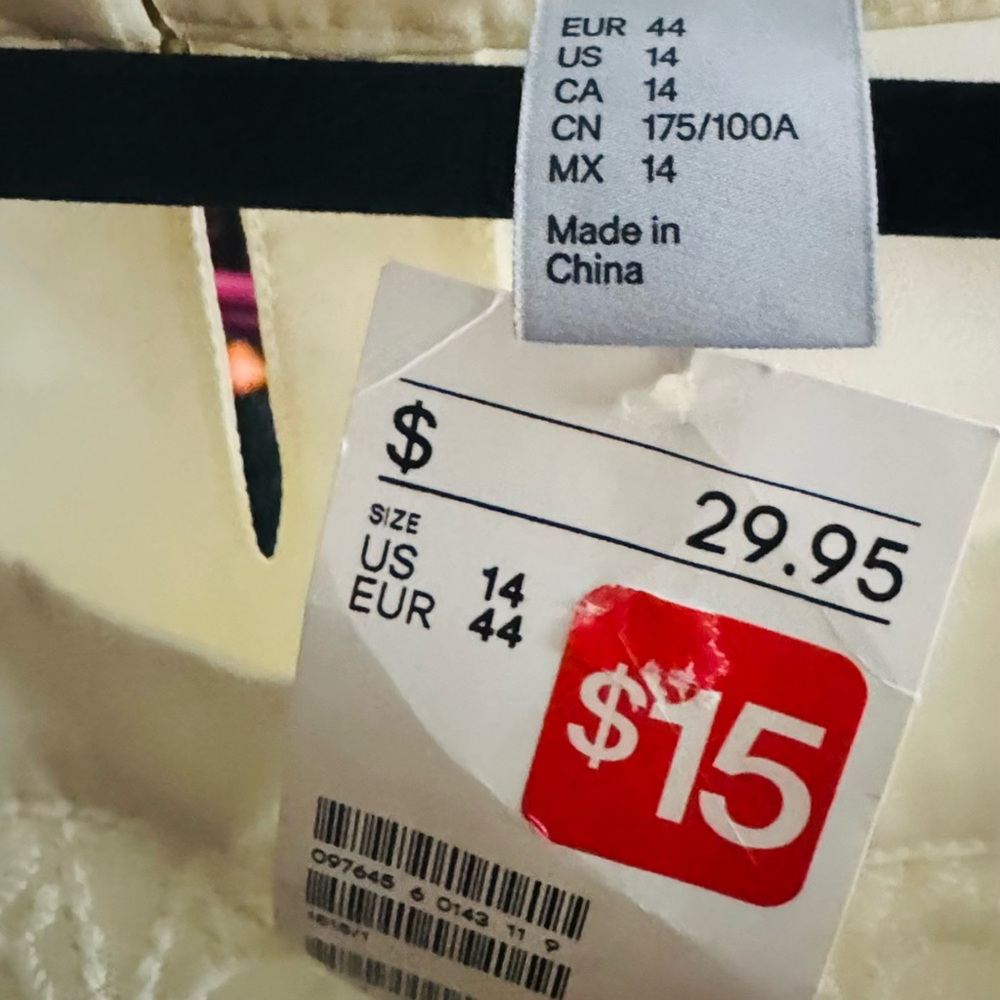 EUR 44
US 14
CA 14
CN 175/100A
MX 14
Made in
China
$ 29.95
SIZE
US 14
EUR 44
$15
097645 6 0143 11 9